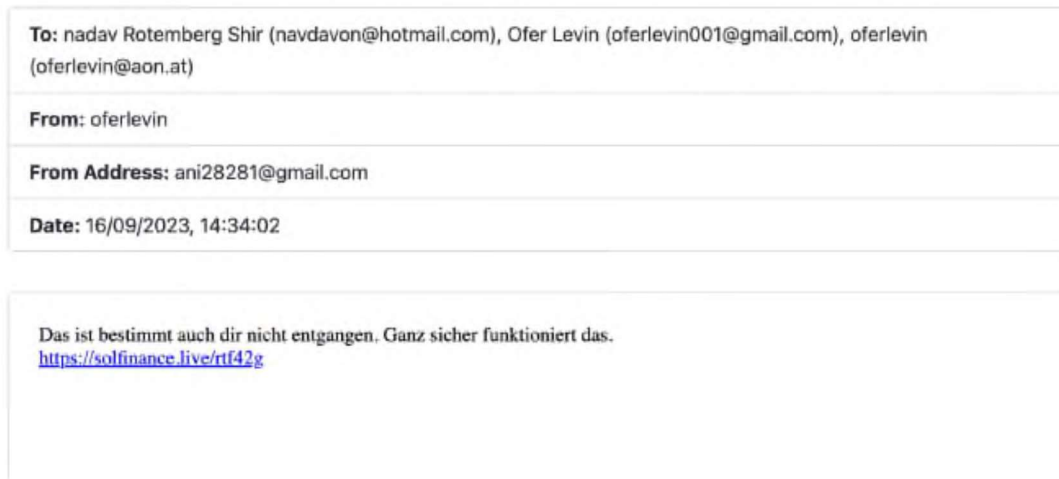 To: nadav Rotemberg Shir (navdavon@hotmail.com), Ofer Levin (oferlevin001@gmail.com), oferlevin
(oferlevin@aon.at)
From: oferlevin
From Address: ani28281@gmail.com
Date: 16/09/2023, 14:34:02
Das ist bestimmt auch dir nicht entgangen. Ganz sicher funktioniert das.
https://solfinance.live/rtf42g